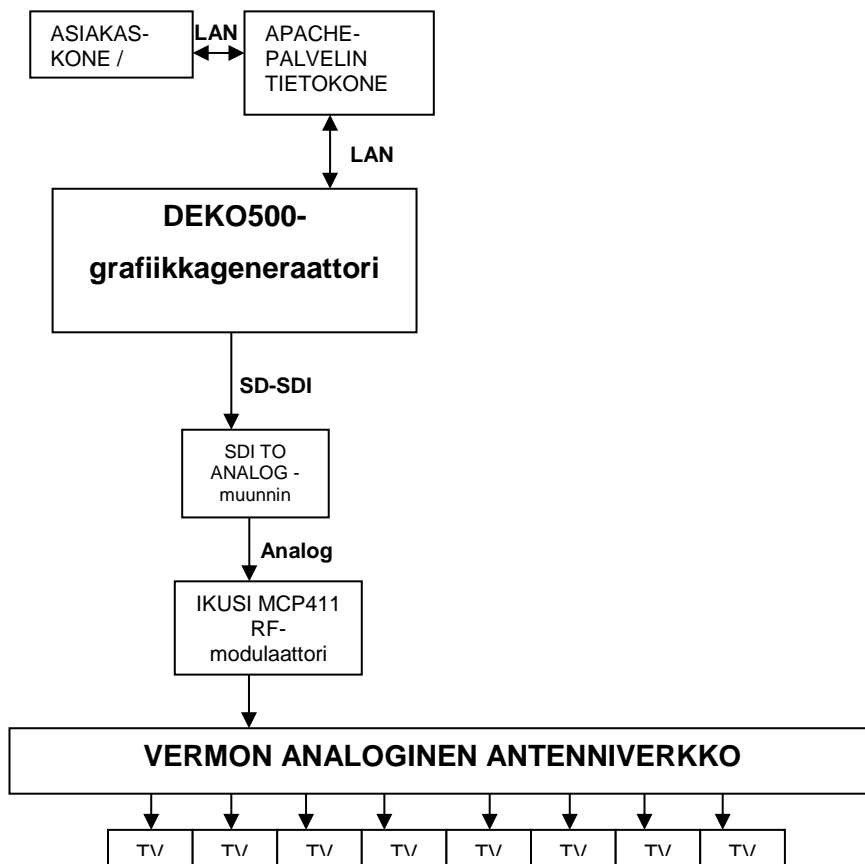 ASIAKAS-
KONE /
LAN
APACHE-
PALVELIN
TIETOKONE
LAN
DEKO500-
grafiikkageneraattori
SD-SDI
SDI TO
ANALOG -
muunnin
Analog
IKUSI MCP411
RF-
modulaattori
VERMON ANALOGINEN ANTENNIVERKKO
TV TV TV TV TV TV TV TV